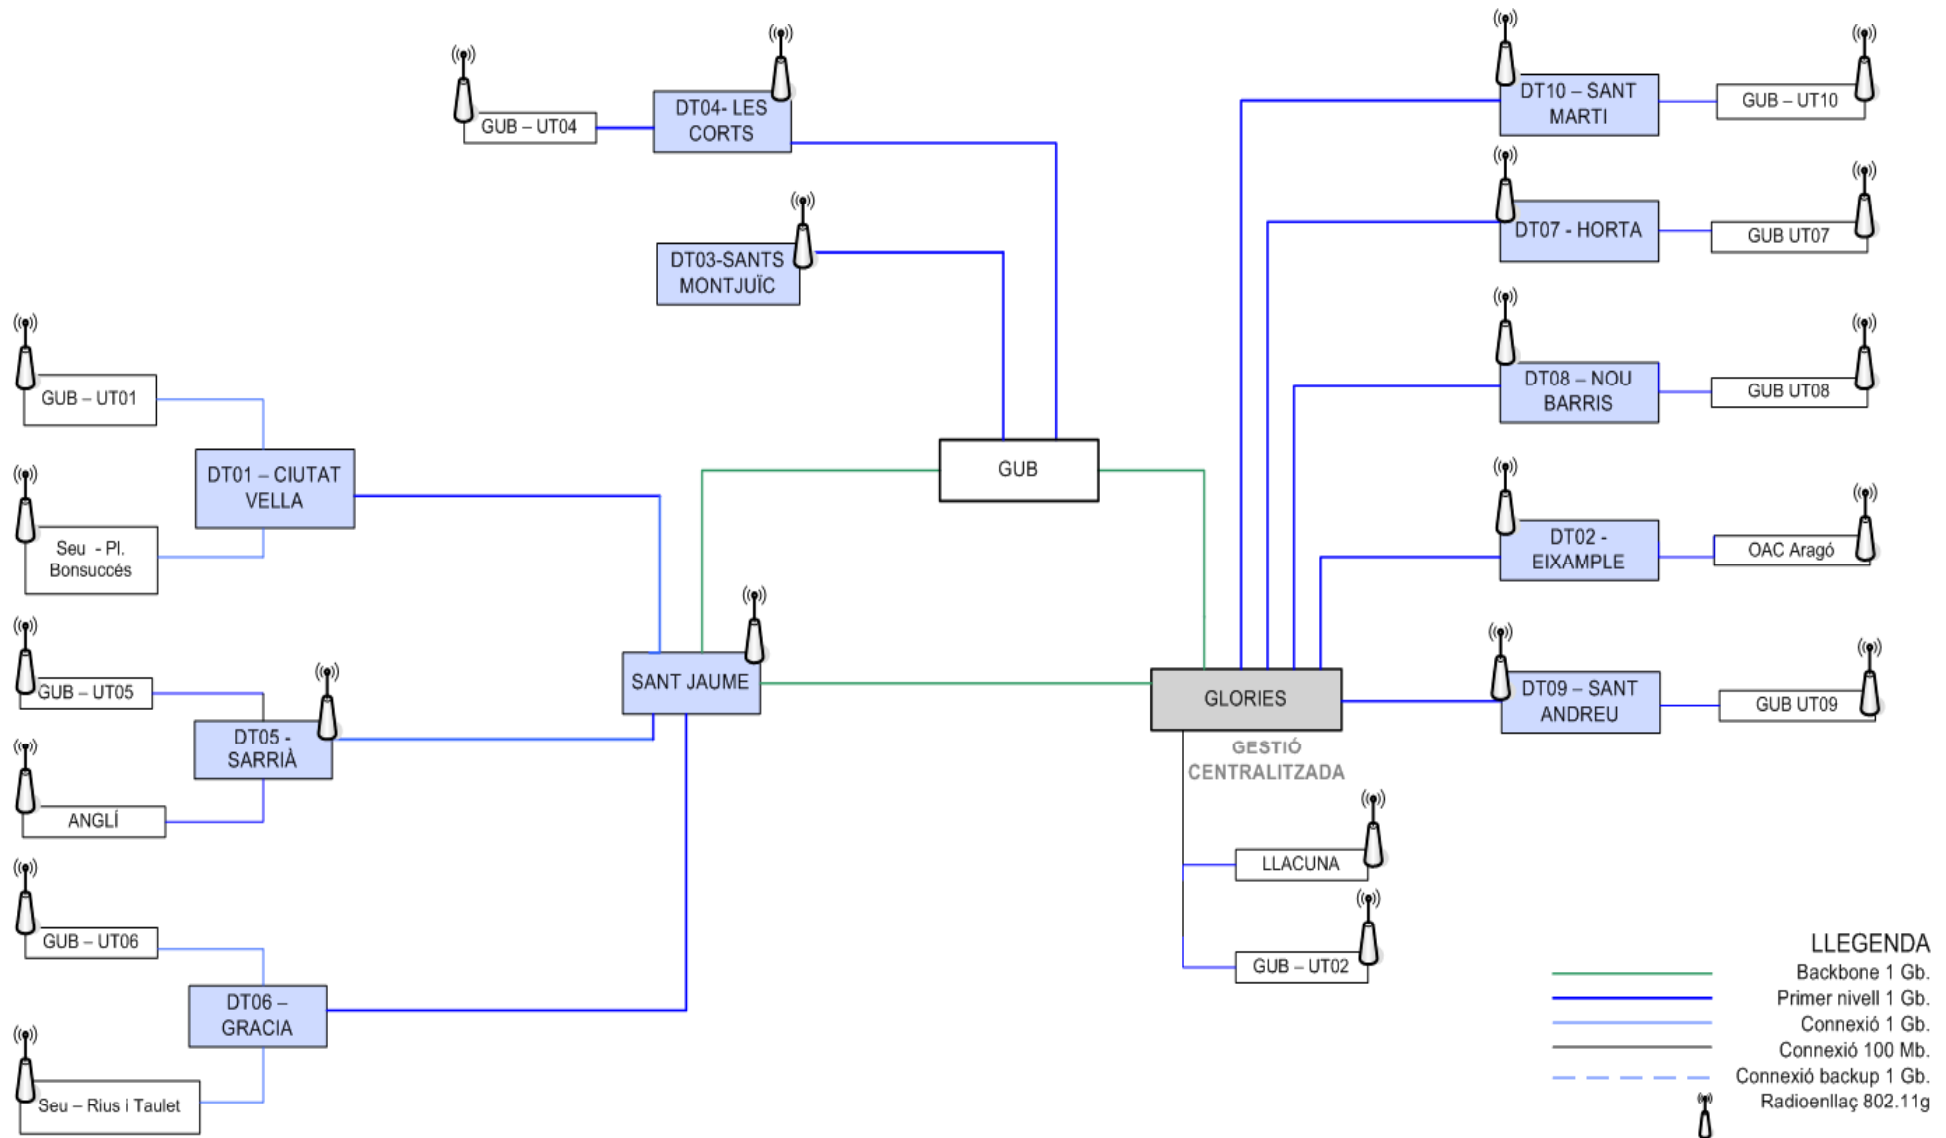 DT04- LES
CORTS
GUB – UT04
DT03-SANTS
MONTJUÏC
GUB – UT01
DT01 – CIUTAT
VELLA
Seu - Pl.
Bonsuccés
GUB – UT05
DT05 -
SARRIÀ
ANGLÍ
GUB – UT06
DT06 –
GRACIA
Seu – Rius i Taulet
GUB
SANT JAUME
GLORIES
GESTIÓ
CENTRALITZADA
LLACUNA
GUB – UT02
DT10 – SANT
MARTI
GUB – UT10
DT07 - HORTA
GUB UT07
DT08 – NOU
BARRIS
GUB UT08
DT02 -
EIXAMPLE
OAC Aragó
DT09 – SANT
ANDREU
GUB UT09
LLEGENDA
Backbone 1 Gb.
Primer nivell 1 Gb.
Connexió 1 Gb.
Connexió 100 Mb.
Connexió backup 1 Gb.
Radioenllaç 802.11g